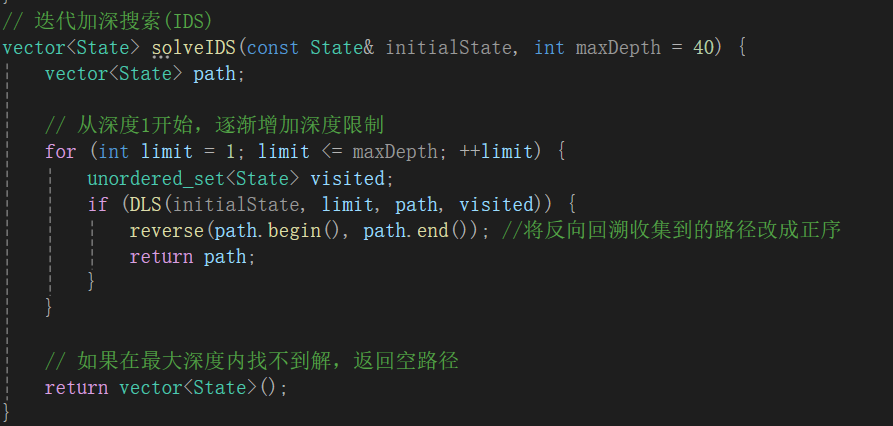 // 迭代加深搜索(IDS)
vector<State> solveIDS(const State& initialState, int maxDepth = 40) {
    vector<State> path;

    // 从深度1开始，逐渐增加深度限制
    for (int limit = 1; limit <= maxDepth; ++limit) {
        unordered_set<State> visited;
        if (DLS(initialState, limit, path, visited)) {
            reverse(path.begin(), path.end()); //将反向回溯收集到的路径改成正序
            return path;
        }
    }

    // 如果在最大深度内找不到解，返回空路径
    return vector<State>();
}